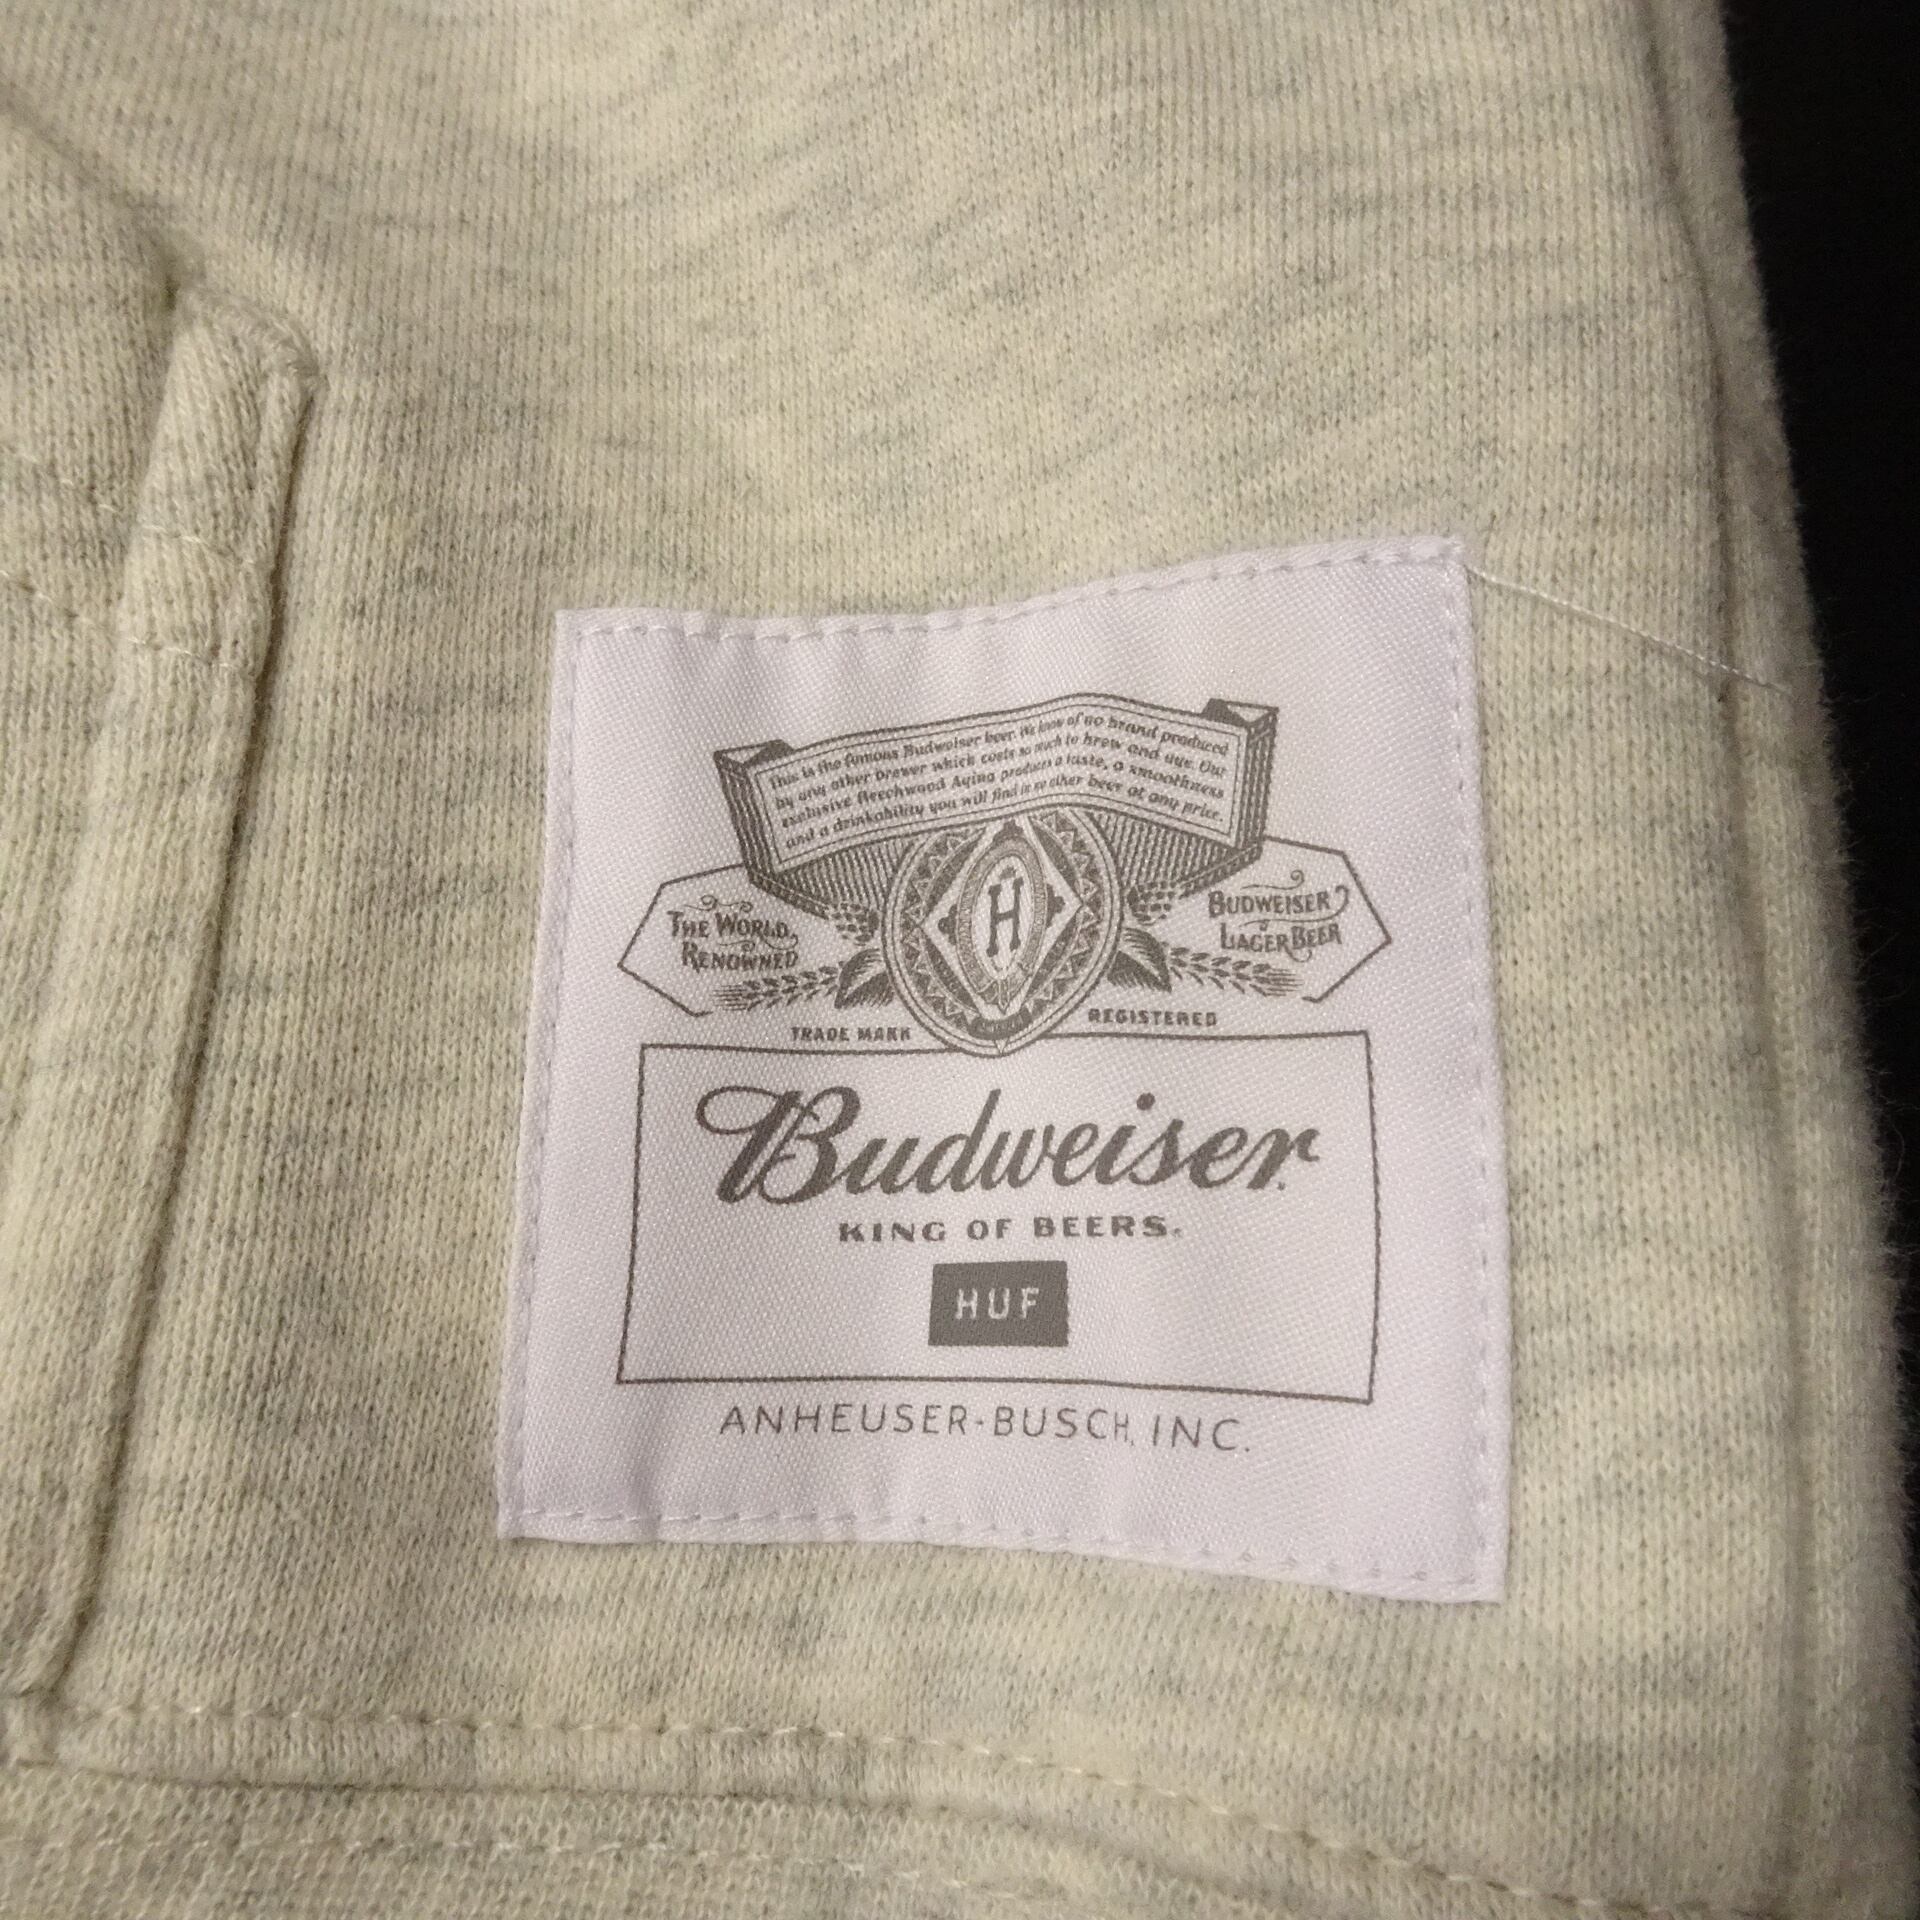 This is the famous Budweiser beer. We know of no brand produced
by any other brewer which costs so much to brew and age. Our
exclusive Beechwood Aging produces a taste, a smoothness
and a drinkability you will find in no other beer at any price.
H
THE WORLD
RENOWNED
BUDWEISER
LAGER BEER
TRADE MARK
REGISTERED
Budweiser.
KING OF BEERS.
HUF
ANHEUSER-BUSCH, INC.